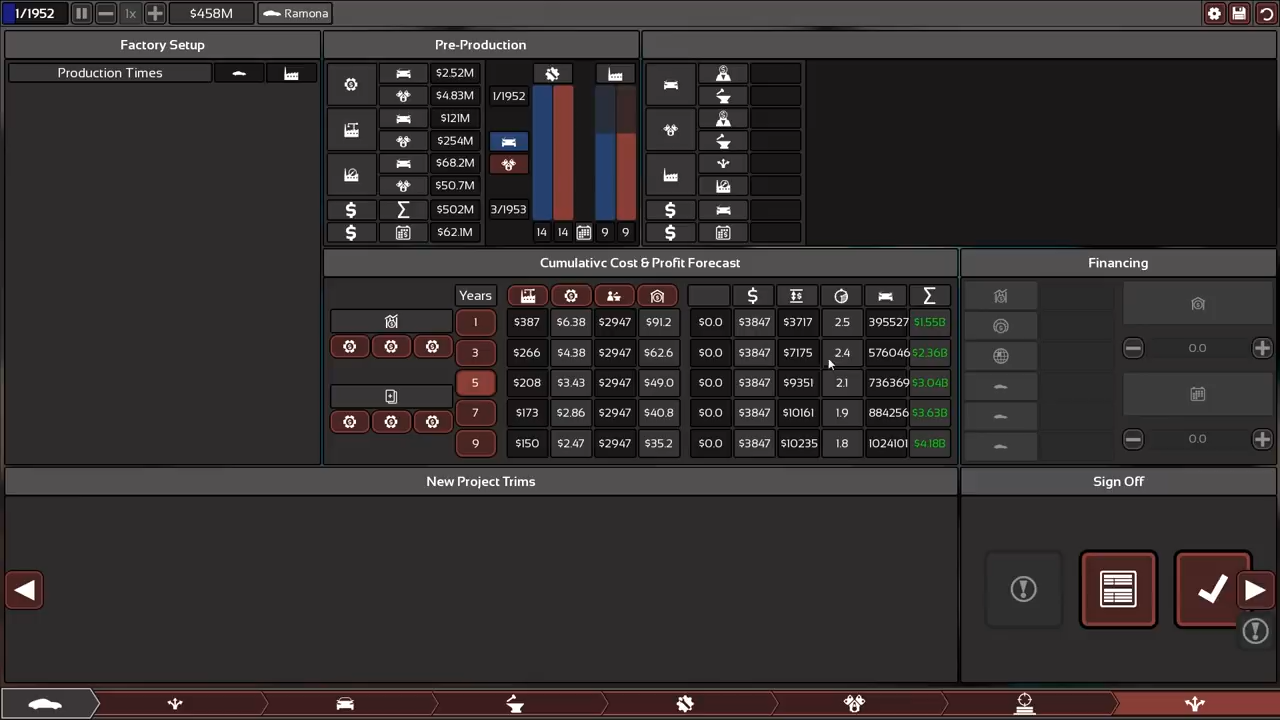 1/1952 1x $458M Ramona
Factory Setup
Pre-Production
Production Times
$2.52M
$4.83M
$121M
$254M
$68.2M
$50.7M
$ Σ $502M
$ $62.1M
1/1952
3/1953
14 14 9 9
$
$
Cumulative Cost & Profit Forecast
Financing
Years $ Σ
1 $387 $6.38 $2947 $91.2 $0.0 $3847 $3717 2.5 395527 $1.55B
3 $266 $4.38 $2947 $62.6 $0.0 $3847 $7175 2.4 576046 $2.36B
5 $208 $3.43 $2947 $49.0 $0.0 $3847 $9351 2.1 736369 $3.04B
7 $173 $2.86 $2947 $40.8 $0.0 $3847 $10161 1.9 884256 $3.63B
9 $150 $2.47 $2947 $35.2 $0.0 $3847 $10235 1.8 1024101 $4.18B
0.0
0.0
New Project Trims
Sign Off